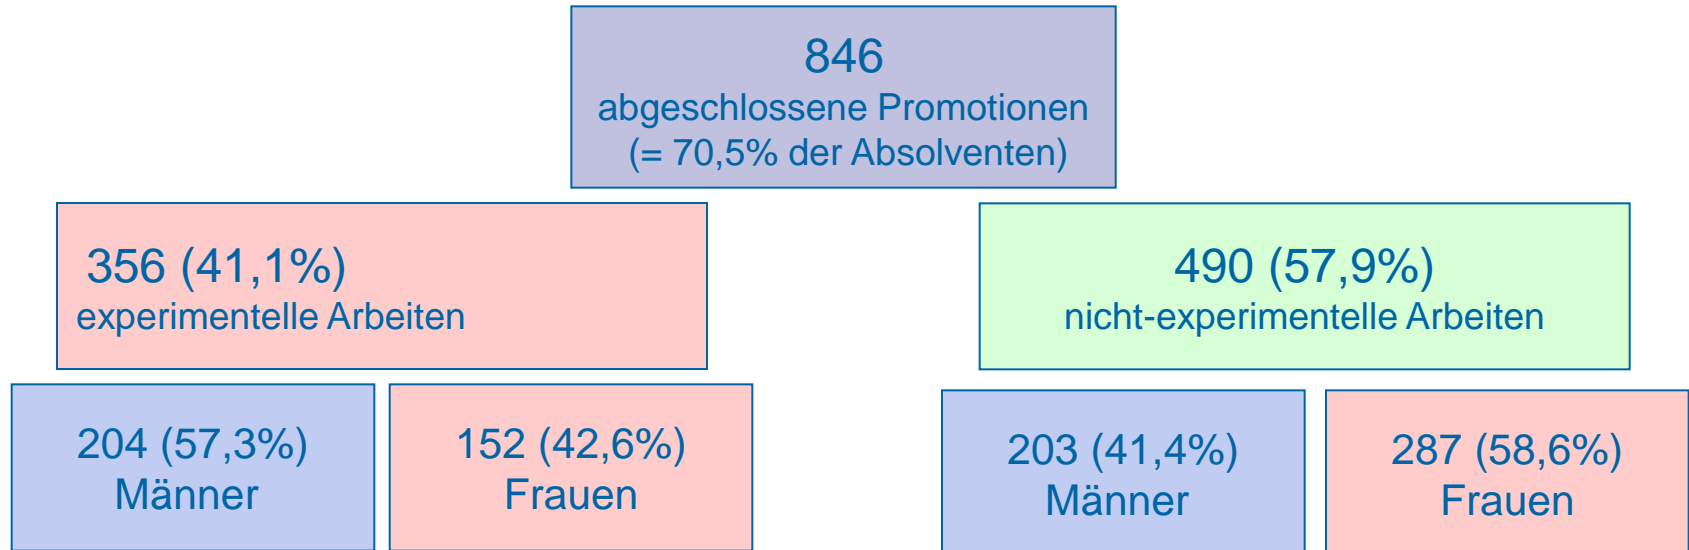 846
abgeschlossene Promotionen
(= 70,5% der Absolventen)
356 (41,1%)
experimentelle Arbeiten
490 (57,9%)
nicht-experimentelle Arbeiten
204 (57,3%)
Männer
152 (42,6%)
Frauen
203 (41,4%)
Männer
287 (58,6%)
Frauen